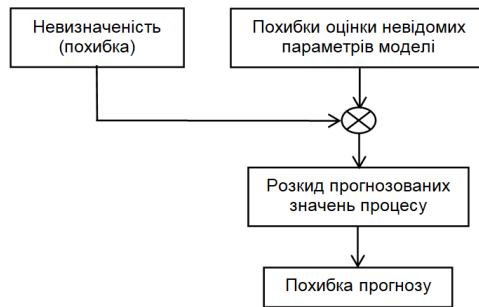 Невизначеність
(похибка)
Похибки оцінки невідомих
параметрів моделі
Розкид прогнозованих
значень процесу
Похибка прогнозу